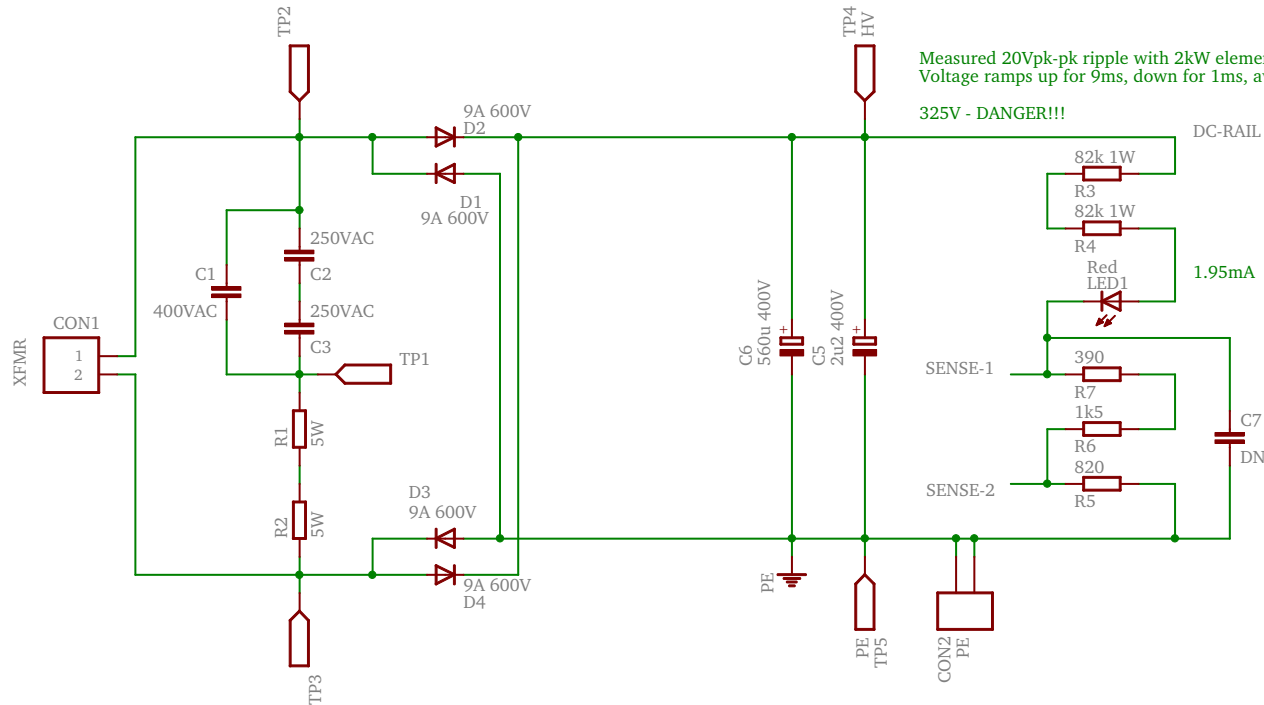 TP2
TP4
HV
Measured 20Vpk-pk ripple with 2kW
Voltage ramps up for 9ms, down for 1ms,
325V - DANGER!!!
DC-RAIL
9A 600V
D2
D1
9A 600V
82k 1W
R3
82k 1W
R4
Red
LED1
1.95mA
250VAC
C2
C1
400VAC
250VAC
C3
TP1
CON1
XFMR
1
2
C6
560u 400V
+
C5
2u2 400V
+
SENSE-1
390
R7
1k5
R6
SENSE-2
820
R5
C7
R1
5W
R2
5W
D3
9A 600V
9A 600V
D4
PE
PE
TP5
CON2
PE
TP3